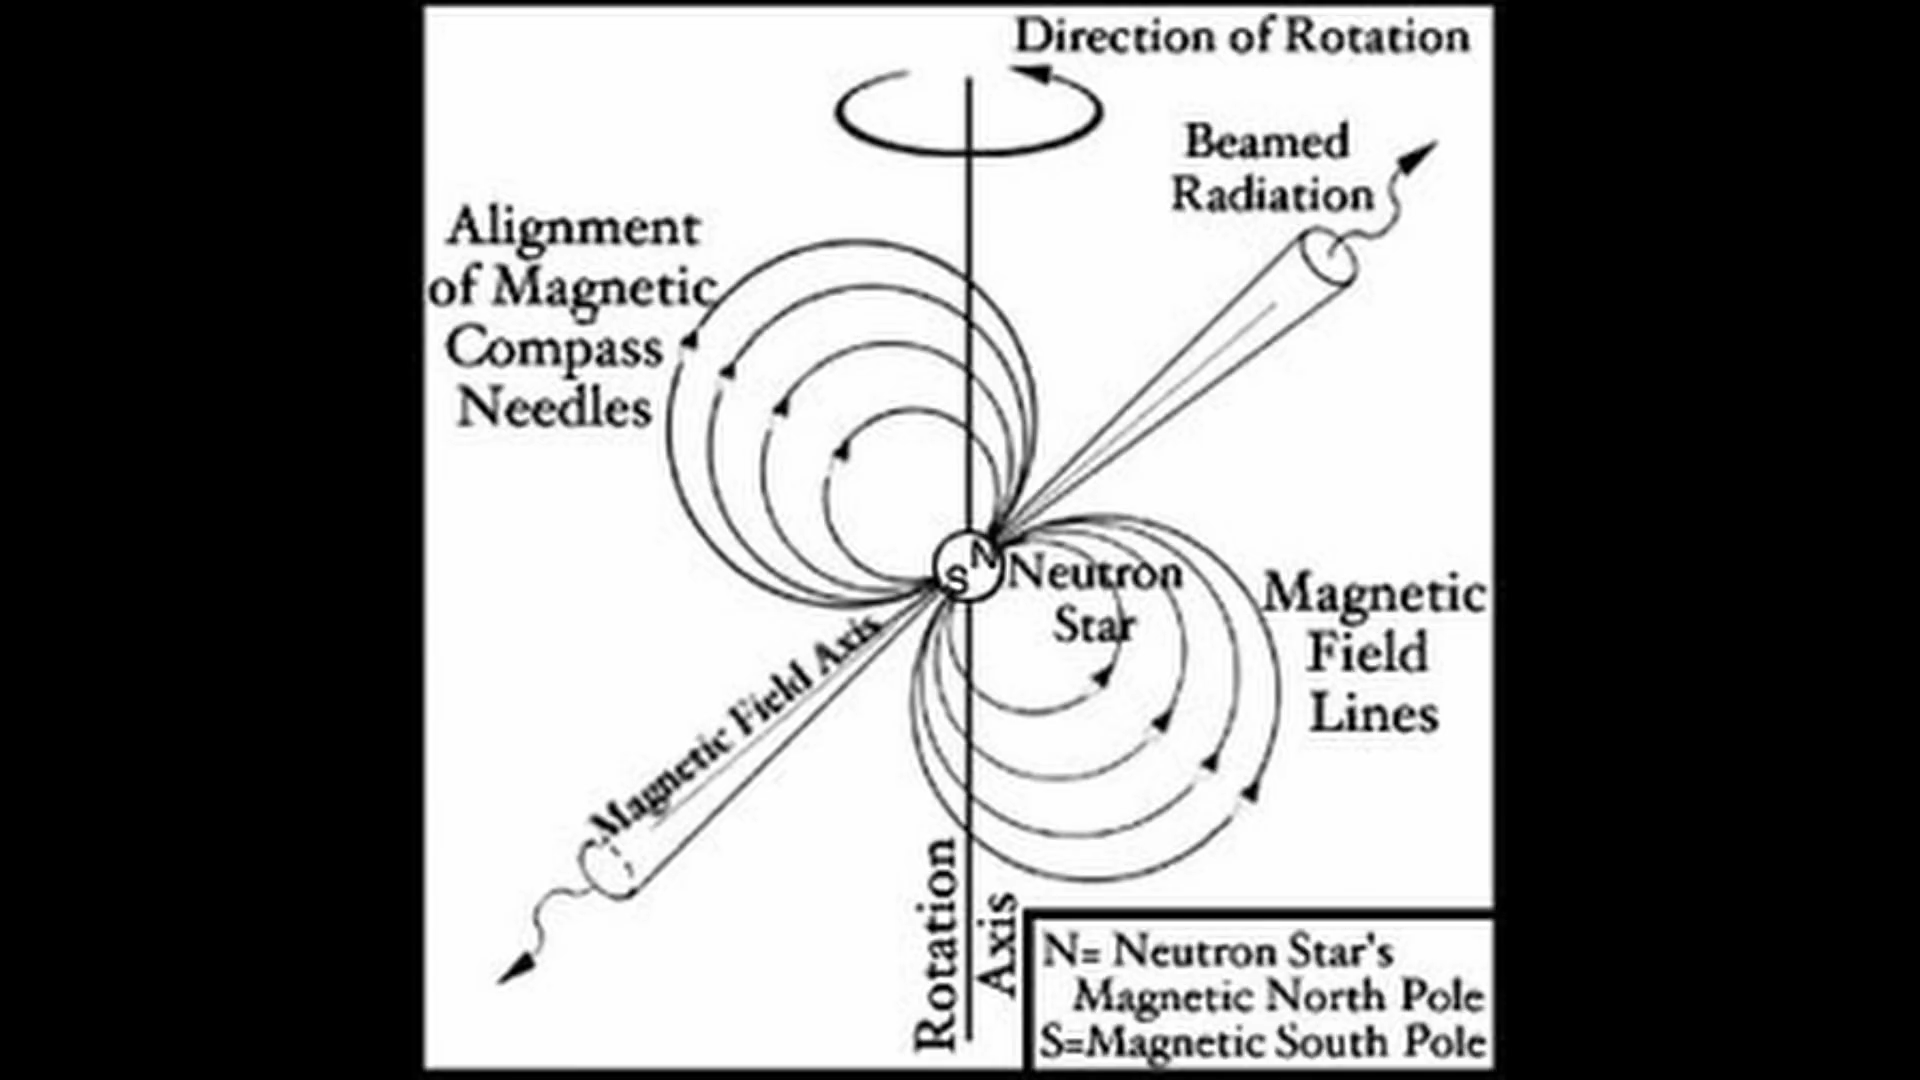 Direction of Rotation
Beamed
Radiation
Alignment
of Magnetic
Compass
Needles
N
S
Neutron
Star
Magnetic
Field
Lines
Magnetic Field Axis
Rotation
Axis
N= Neutron Star's
Magnetic North Pole
S=Magnetic South Pole